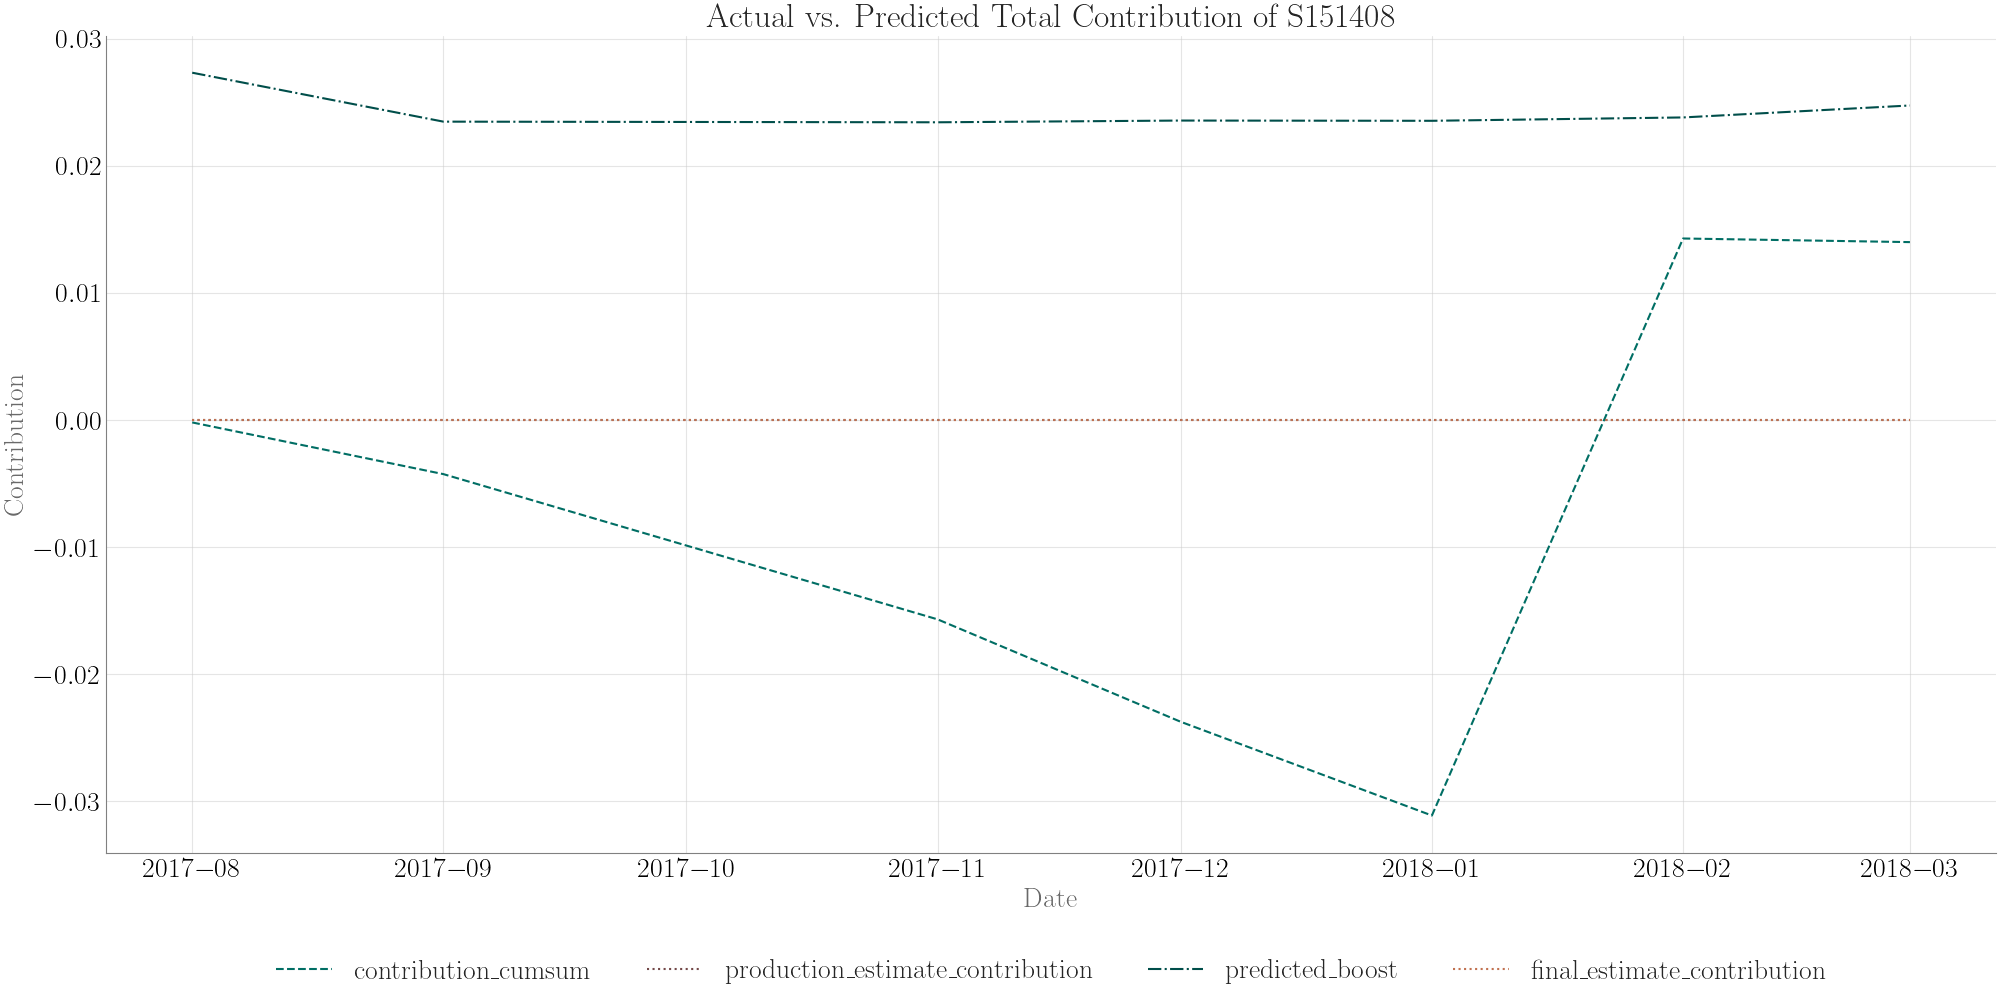 Actual vs. Predicted Total Contribution of S151408
0.03
0.02
0.01
0.00
−0.01
−0.02
−0.03
Contribution
2017−08 2017−09 2017−10 2017−11 2017−12 2018−01 2018−02 2018−03
Date
contribution_cumsum production_estimate_contribution predicted_boost final_estimate_contribution